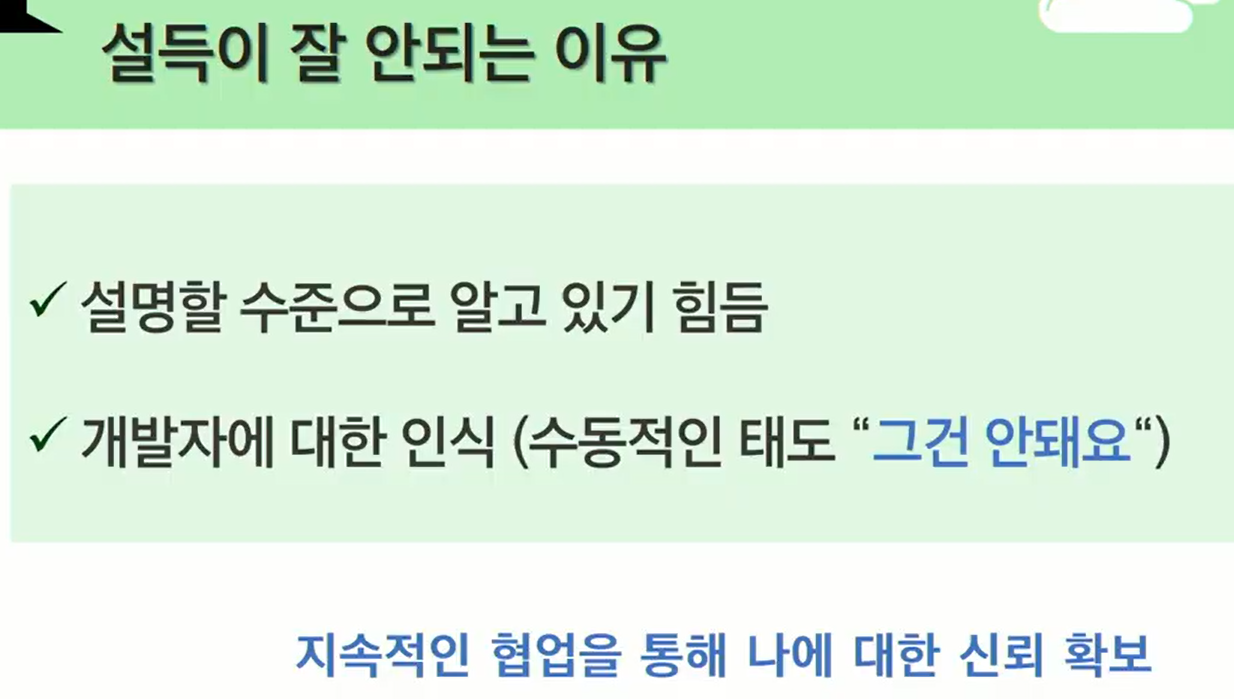 설득이 잘 안되는 이유
✓ 설명할 수준으로 알고 있기 힘듬
✓ 개발자에 대한 인식 (수동적인 태도 “그건 안돼요“)
지속적인 협업을 통해 나에 대한 신뢰 확보